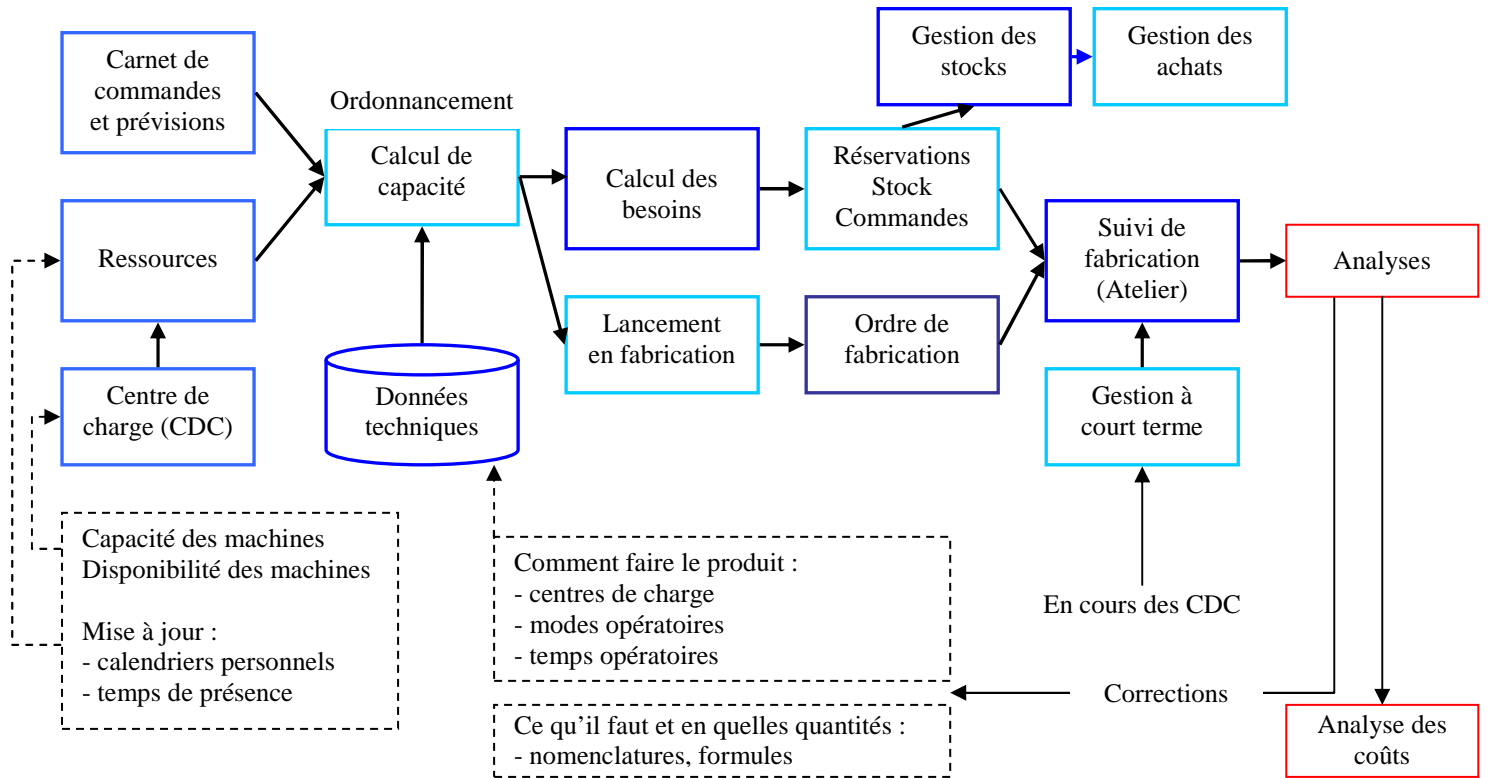 Carnet de
commandes
et prévisions
Ordonnancement
Calcul de
capacité
Gestion des
stocks
Gestion des
achats
Calcul des
besoins
Réservations
Stock
Commandes
Ressources
Suivi de
fabrication
(Atelier)
Analyses
Lancement
en fabrication
Ordre de
fabrication
Centre de
charge (CDC)
Données
techniques
Gestion à
court terme
Capacité des machines
Disponibilité des machines
Mise à jour :
- calendriers personnels
- temps de présence
Comment faire le produit :
- centres de charge
- modes opératoires
- temps opératoires
En cours des CDC
Corrections
Ce qu’il faut et en quelles quantités :
- nomenclatures, formules
Analyse des
coûts